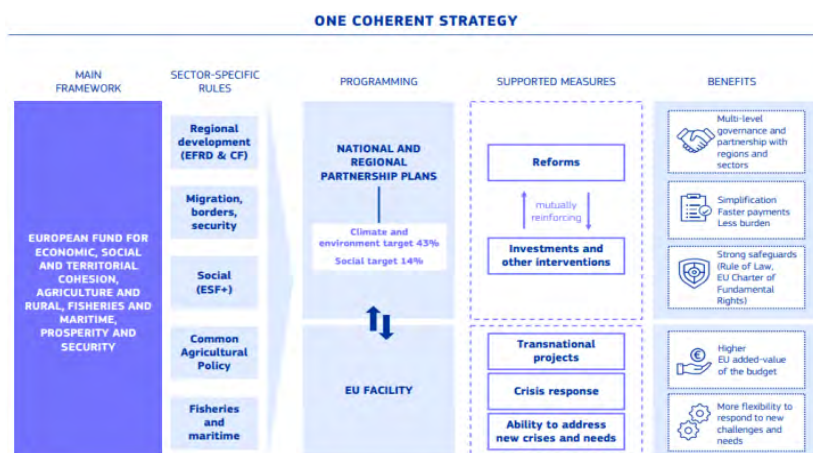 ONE COHERENT STRATEGY
MAIN
FRAMEWORK
SECTOR-SPECIFIC
RULES
PROGRAMMING
SUPPORTED MEASURES
BENEFITS
EUROPEAN FUND FOR
ECONOMIC, SOCIAL
AND TERRITORIAL
COHESION,
AGRICULTURE AND
RURAL, FISHERIES AND
MARITIME,
PROSPERITY AND
SECURITY
Regional
development
(EFRD & CF)
Migration,
borders,
security
Social
(ESF+)
Common
Agricultural
Policy
Fisheries
and
maritime
NATIONAL AND
REGIONAL
PARTNERSHIP PLANS
Climate and
environment target 43%
Social target 14%
EU FACILITY
Reforms
mutually
reinforcing
Investments and
other interventions
Transnational
projects
Crisis response
Ability to address
new crises and needs
Multi-level
governance and
partnership with
regions and
sectors
Simplification
Faster payments
Less burden
Strong safeguards
(Rule of Law,
EU Charter of
Fundamental
Rights)
€
Higher
EU added-value
of the budget
More flexibility to
respond to new
challenges and
needs